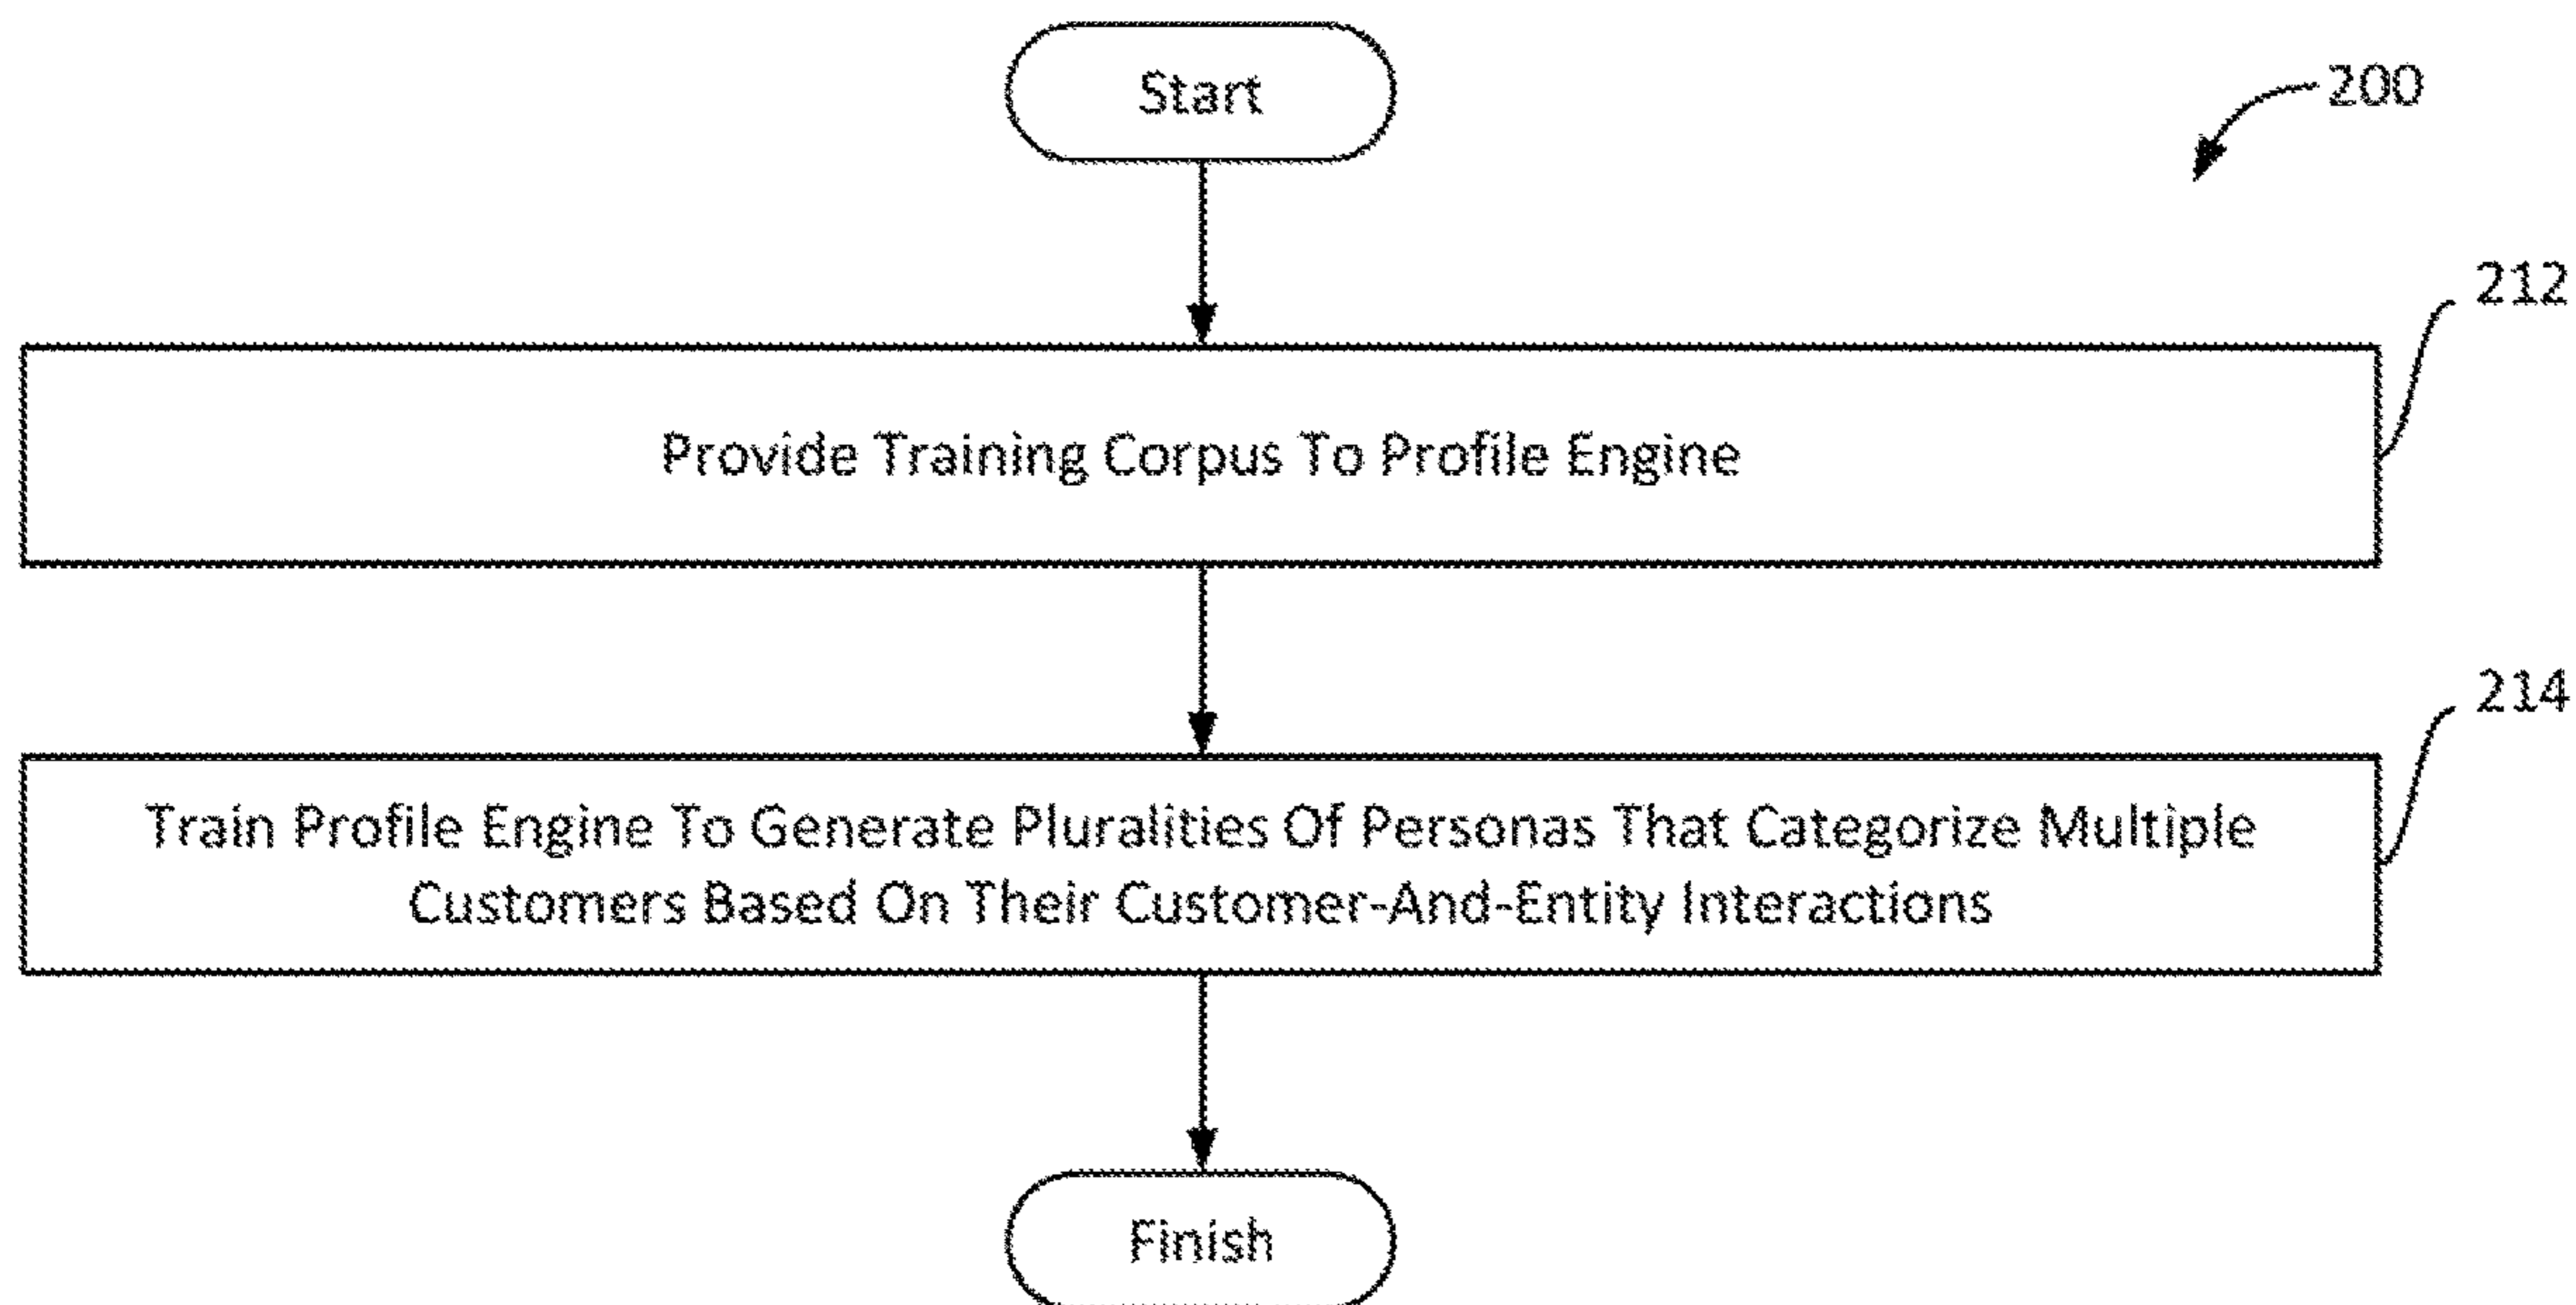 Start
200
212
Provide Training Corpus To Profile Engine
214
Train Profile Engine To Generate Pluralities Of Personas That Categorize Multiple
Customers Based On Their Customer-And-Entity Interactions
Finish